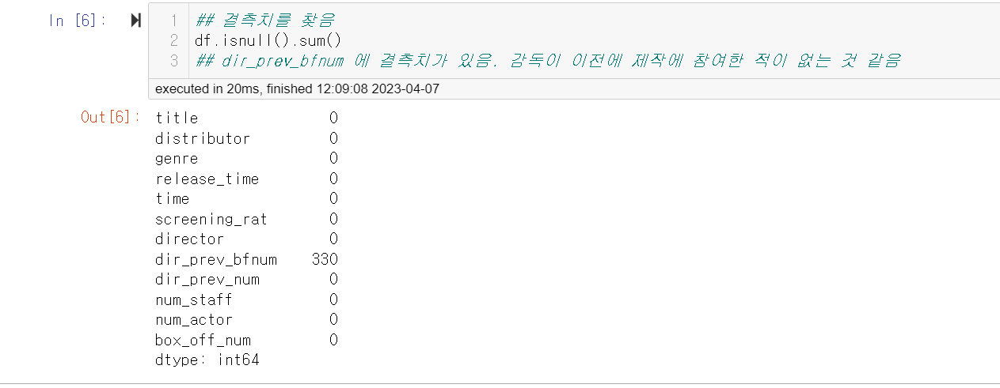 In [6]:
1 ## 결측치를 찾음
2 df.isnull().sum()
3 ## dir_prev_bfnum 에 결측치가 있음. 감독이 이전에 제작에 참여한 적이 없는 것 같음
executed in 20ms, finished 12:09:08 2023-04-07
Out[6]:
title 0
distributor 0
genre 0
release_time 0
time 0
screening_rat 0
director 0
dir_prev_bfnum 330
dir_prev_num 0
num_staff 0
num_actor 0
box_off_num 0
dtype: int64